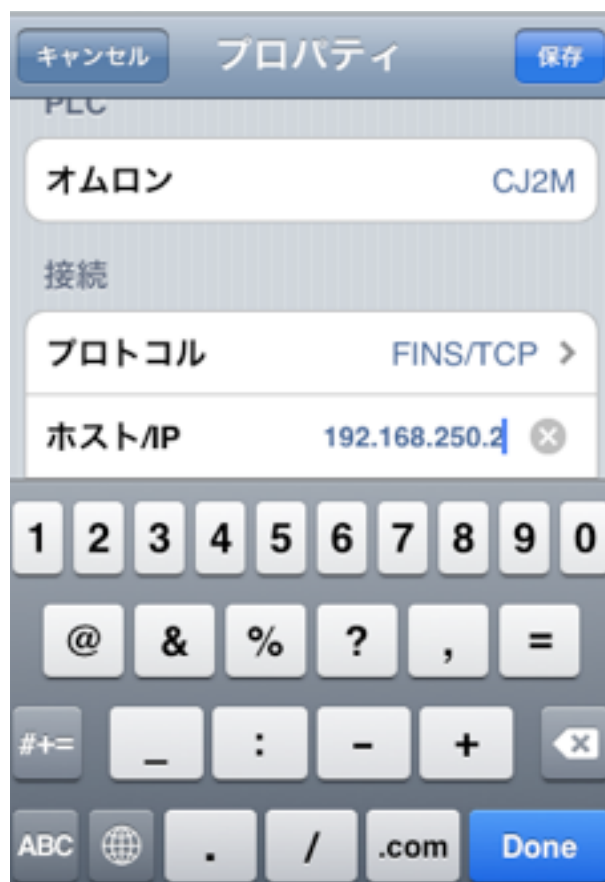 キャンセル プロパティ 保存
PLC
オムロン CJ2M
接続
プロトコル FINS/TCP >
ホスト/IP 192.168.250.2
1 2 3 4 5 6 7 8 9 0
@ & % ? , =
#+= _ : - +
ABC . / .com Done